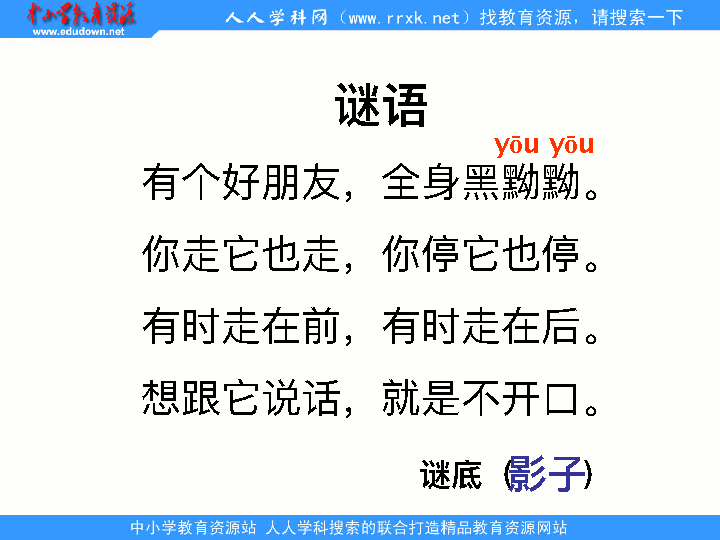 中小学教育资源
www.edudown.net
人人学科网（www.rrxk.net）找教育资源，请搜索一下
谜语
yōu yōu
有个好朋友，全身黑黝黝。
你走它也走，你停它也停。
有时走在前，有时走在后。
想跟它说话，就是不开口。
谜底（影子）
中小学教育资源站 人人学科搜索的联合打造精品教育资源网站